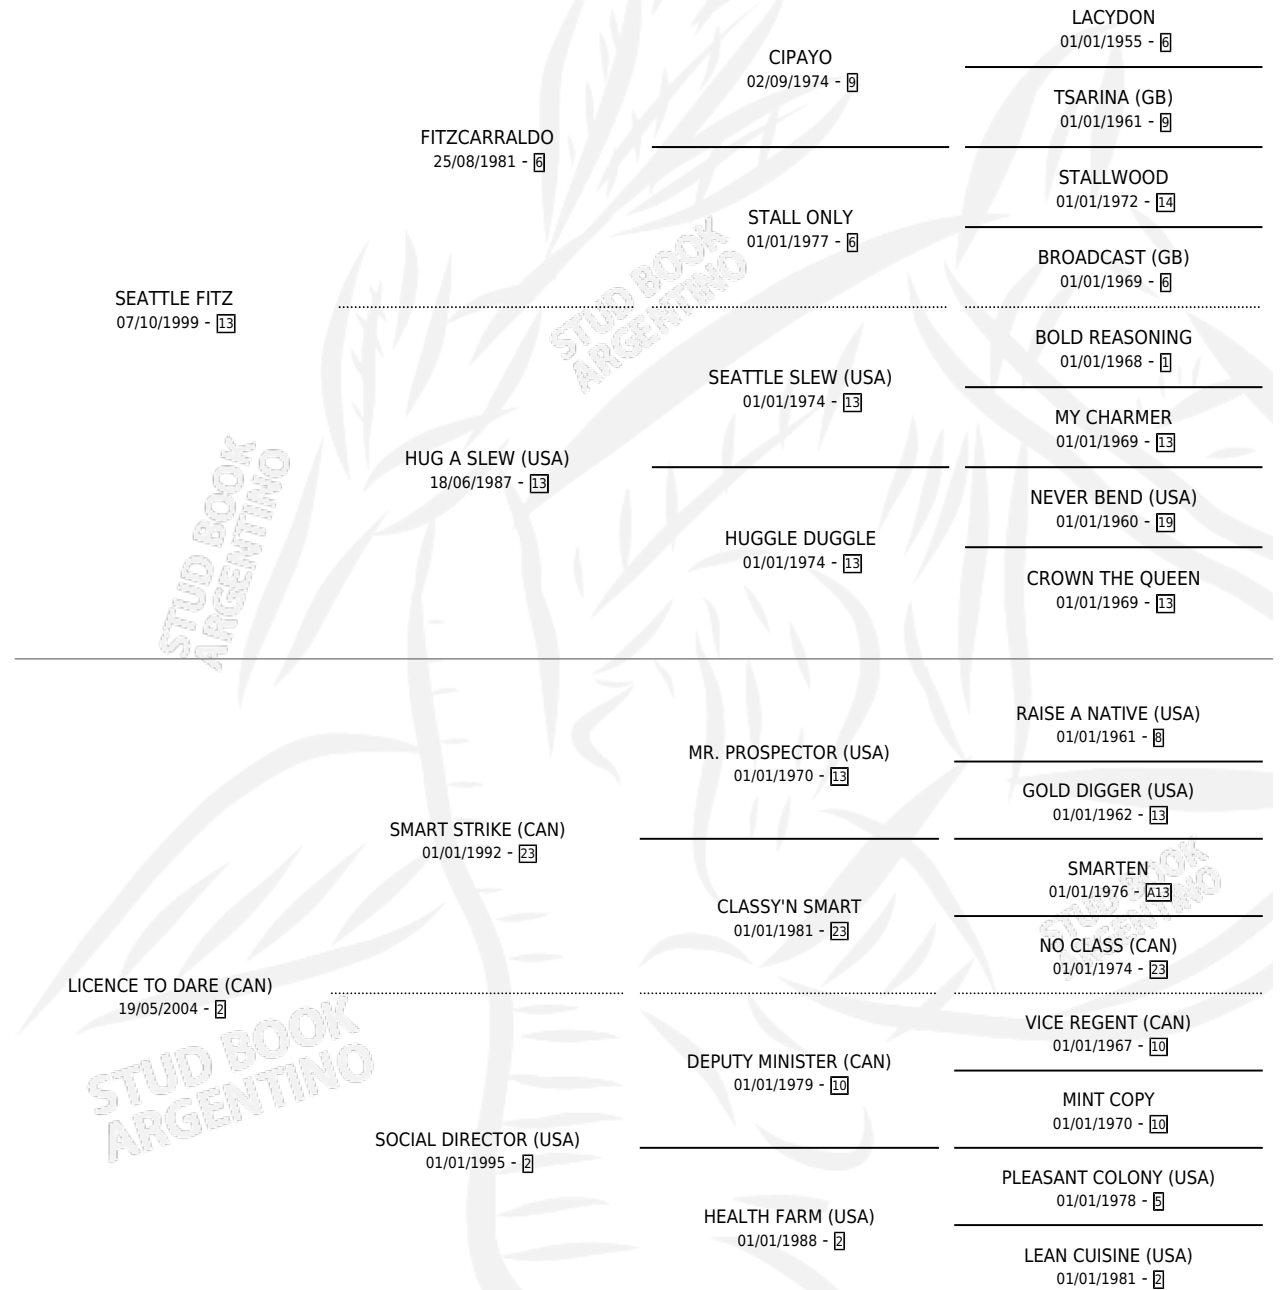 LACYDON
01/01/1955 - 6
CIPAYO
02/09/1974 - 9
TSARINA (GB)
01/01/1961 - 9
FITZCARRALDO
25/08/1981 - 6
STALLWOOD
01/01/1972 - 14
STALL ONLY
01/01/1977 - 6
BROADCAST (GB)
01/01/1969 - 6
SEATTLE FITZ
07/10/1999 - 13
BOLD REASONING
01/01/1968 - 1
SEATTLE SLEW (USA)
01/01/1974 - 13
MY CHARMER
01/01/1969 - 13
HUG A SLEW (USA)
18/06/1987 - 13
NEVER BEND (USA)
01/01/1960 - 19
HUGGLE DUGGLE
01/01/1974 - 13
CROWN THE QUEEN
01/01/1969 - 13
STUD BOOK
ARGENTINO
STUD BOOK
ARGENTINO
RAISE A NATIVE (USA)
01/01/1961 - 8
MR. PROSPECTOR (USA)
01/01/1970 - 13
GOLD DIGGER (USA)
01/01/1962 - 13
SMART STRIKE (CAN)
01/01/1992 - 23
SMARTEN
01/01/1976 - A13
CLASSY'N SMART
01/01/1981 - 23
NO CLASS (CAN)
01/01/1974 - 23
LICENCE TO DARE (CAN)
19/05/2004 - 2
VICE REGENT (CAN)
01/01/1967 - 10
DEPUTY MINISTER (CAN)
01/01/1979 - 10
MINT COPY
01/01/1970 - 10
SOCIAL DIRECTOR (USA)
01/01/1995 - 2
PLEASANT COLONY (USA)
01/01/1978 - 5
HEALTH FARM (USA)
01/01/1988 - 2
LEAN CUISINE (USA)
01/01/1981 - 2
STUD BOOK
ARGENTINO
STUD BOOK
ARGENTINO